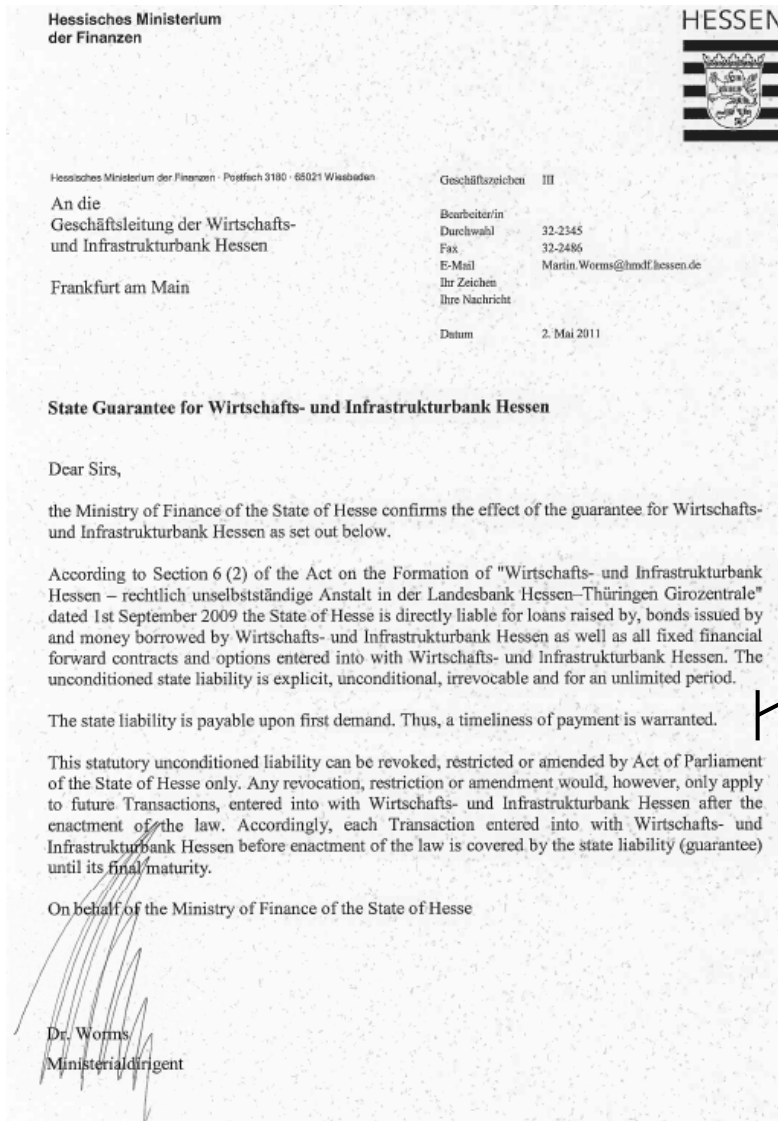 Hessisches Ministerium
der Finanzen
HESSEN
Hessisches Ministerium der Finanzen · Postfach 3180 · 65021 Wiesbaden
An die
Geschäftsleitung der Wirtschafts-
und Infrastrukturbank Hessen
Frankfurt am Main
Geschäftszeichen III
Bearbeiter/in
Durchwahl 32-2345
Fax 32-2486
E-Mail Martin.Worms@hmdf.hessen.de
Ihr Zeichen
Ihre Nachricht
Datum 2. Mai 2011
State Guarantee for Wirtschafts- und Infrastrukturbank Hessen
Dear Sirs,
the Ministry of Finance of the State of Hesse confirms the effect of the guarantee for Wirtschafts-
und Infrastrukturbank Hessen as set out below.
According to Section 6 (2) of the Act on the Formation of "Wirtschafts- und Infrastrukturbank
Hessen – rechtlich unselbstständige Anstalt in der Landesbank Hessen–Thüringen Girozentrale"
dated 1st September 2009 the State of Hesse is directly liable for loans raised by, bonds issued by
and money borrowed by Wirtschafts- und Infrastrukturbank Hessen as well as all fixed financial
forward contracts and options entered into with Wirtschafts- und Infrastrukturbank Hessen. The
unconditioned state liability is explicit, unconditional, irrevocable and for an unlimited period.
The state liability is payable upon first demand. Thus, a timeliness of payment is warranted.
This statutory unconditioned liability can be revoked, restricted or amended by Act of Parliament
of the State of Hesse only. Any revocation, restriction or amendment would, however, only apply
to future Transactions, entered into with Wirtschafts- und Infrastrukturbank Hessen after the
enactment of the law. Accordingly, each Transaction entered into with Wirtschafts- und
Infrastrukturbank Hessen before enactment of the law is covered by the state liability (guarantee)
until its final maturity.
On behalf of the Ministry of Finance of the State of Hesse
Dr. Worms
Ministerialdirigent